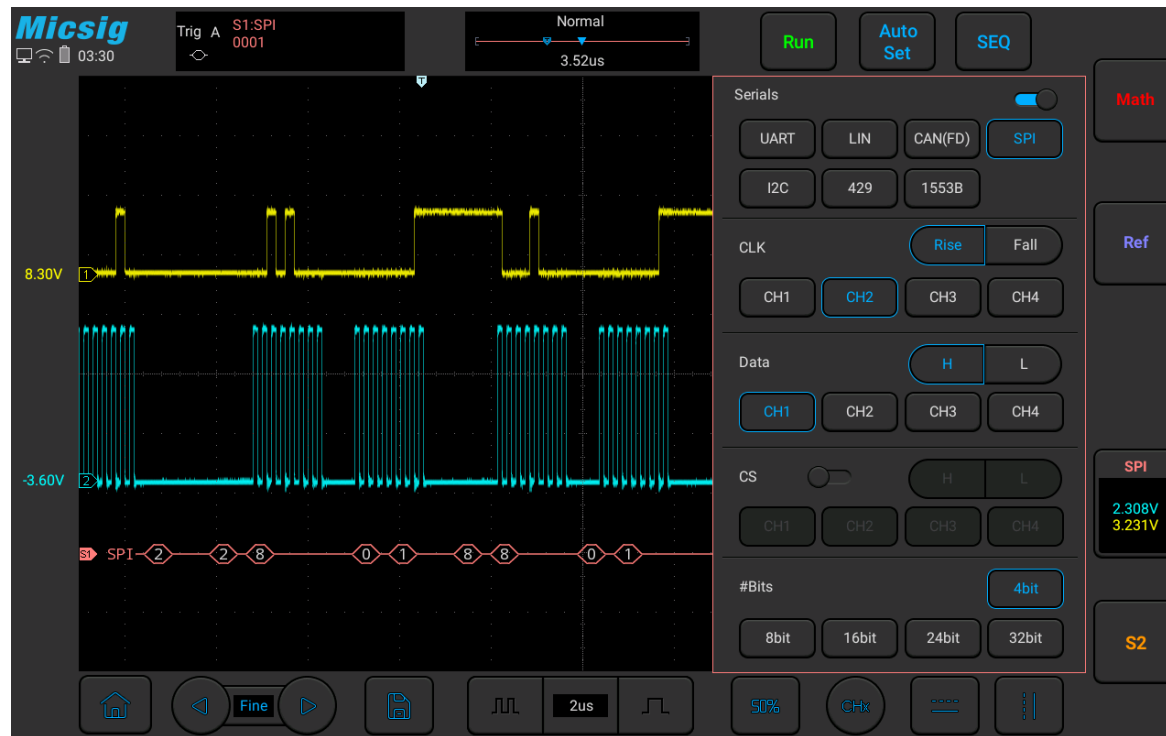 Micsig
03:30
Trig A S1:SPI
0001
Normal
3.52us
Run
Auto
Set
SEQ
T
Serials
UART LIN CAN(FD) SPI
I2C 429 1553B
CLK Rise Fall
CH1 CH2 CH3 CH4
Data H L
CH1 CH2 CH3 CH4
CS H L
CH1 CH2 CH3 CH4
#Bits 4bit
8bit 16bit 24bit 32bit
8.30V 1
-3.60V 2
S1 SPI 2 2 8 0 1 8 8 0 1
Math
Ref
SPI
2.308V
3.231V
S2
Fine
2us
50% CHx